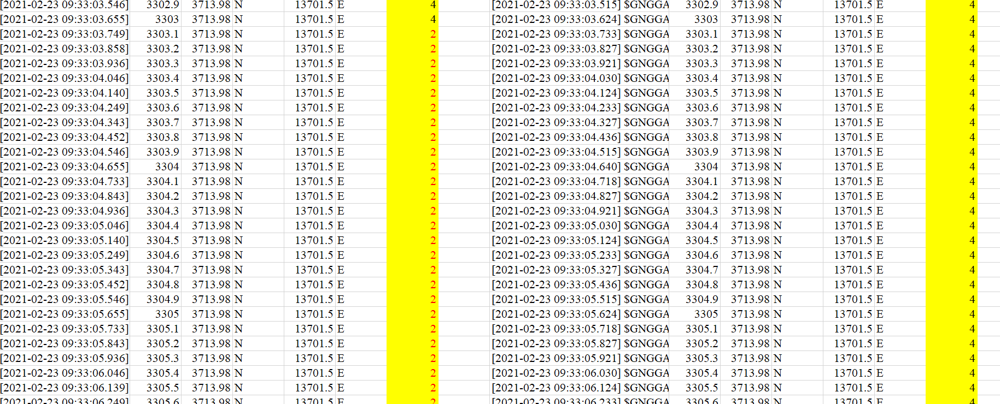 [2021-02-23 09:33:03.546] 3302.9 3713.98 N 13701.5 E 4 [2021-02-23 09:33:03.515] $GNGGA 3302.9 3713.98 N 13701.5 E 4
[2021-02-23 09:33:03.655] 3303 3713.98 N 13701.5 E 4 [2021-02-23 09:33:03.624] $GNGGA 3303 3713.98 N 13701.5 E 4
[2021-02-23 09:33:03.749] 3303.1 3713.98 N 13701.5 E 2 [2021-02-23 09:33:03.733] $GNGGA 3303.1 3713.98 N 13701.5 E 4
[2021-02-23 09:33:03.858] 3303.2 3713.98 N 13701.5 E 2 [2021-02-23 09:33:03.827] $GNGGA 3303.2 3713.98 N 13701.5 E 4
[2021-02-23 09:33:03.936] 3303.3 3713.98 N 13701.5 E 2 [2021-02-23 09:33:03.921] $GNGGA 3303.3 3713.98 N 13701.5 E 4
[2021-02-23 09:33:04.046] 3303.4 3713.98 N 13701.5 E 2 [2021-02-23 09:33:04.030] $GNGGA 3303.4 3713.98 N 13701.5 E 4
[2021-02-23 09:33:04.140] 3303.5 3713.98 N 13701.5 E 2 [2021-02-23 09:33:04.124] $GNGGA 3303.5 3713.98 N 13701.5 E 4
[2021-02-23 09:33:04.249] 3303.6 3713.98 N 13701.5 E 2 [2021-02-23 09:33:04.233] $GNGGA 3303.6 3713.98 N 13701.5 E 4
[2021-02-23 09:33:04.343] 3303.7 3713.98 N 13701.5 E 2 [2021-02-23 09:33:04.327] $GNGGA 3303.7 3713.98 N 13701.5 E 4
[2021-02-23 09:33:04.452] 3303.8 3713.98 N 13701.5 E 2 [2021-02-23 09:33:04.436] $GNGGA 3303.8 3713.98 N 13701.5 E 4
[2021-02-23 09:33:04.546] 3303.9 3713.98 N 13701.5 E 2 [2021-02-23 09:33:04.515] $GNGGA 3303.9 3713.98 N 13701.5 E 4
[2021-02-23 09:33:04.655] 3304 3713.98 N 13701.5 E 2 [2021-02-23 09:33:04.640] $GNGGA 3304 3713.98 N 13701.5 E 4
[2021-02-23 09:33:04.733] 3304.1 3713.98 N 13701.5 E 2 [2021-02-23 09:33:04.718] $GNGGA 3304.1 3713.98 N 13701.5 E 4
[2021-02-23 09:33:04.843] 3304.2 3713.98 N 13701.5 E 2 [2021-02-23 09:33:04.827] $GNGGA 3304.2 3713.98 N 13701.5 E 4
[2021-02-23 09:33:04.936] 3304.3 3713.98 N 13701.5 E 2 [2021-02-23 09:33:04.921] $GNGGA 3304.3 3713.98 N 13701.5 E 4
[2021-02-23 09:33:05.046] 3304.4 3713.98 N 13701.5 E 2 [2021-02-23 09:33:05.030] $GNGGA 3304.4 3713.98 N 13701.5 E 4
[2021-02-23 09:33:05.140] 3304.5 3713.98 N 13701.5 E 2 [2021-02-23 09:33:05.124] $GNGGA 3304.5 3713.98 N 13701.5 E 4
[2021-02-23 09:33:05.249] 3304.6 3713.98 N 13701.5 E 2 [2021-02-23 09:33:05.233] $GNGGA 3304.6 3713.98 N 13701.5 E 4
[2021-02-23 09:33:05.343] 3304.7 3713.98 N 13701.5 E 2 [2021-02-23 09:33:05.327] $GNGGA 3304.7 3713.98 N 13701.5 E 4
[2021-02-23 09:33:05.452] 3304.8 3713.98 N 13701.5 E 2 [2021-02-23 09:33:05.436] $GNGGA 3304.8 3713.98 N 13701.5 E 4
[2021-02-23 09:33:05.546] 3304.9 3713.98 N 13701.5 E 2 [2021-02-23 09:33:05.515] $GNGGA 3304.9 3713.98 N 13701.5 E 4
[2021-02-23 09:33:05.655] 3305 3713.98 N 13701.5 E 2 [2021-02-23 09:33:05.624] $GNGGA 3305 3713.98 N 13701.5 E 4
[2021-02-23 09:33:05.733] 3305.1 3713.98 N 13701.5 E 2 [2021-02-23 09:33:05.718] $GNGGA 3305.1 3713.98 N 13701.5 E 4
[2021-02-23 09:33:05.843] 3305.2 3713.98 N 13701.5 E 2 [2021-02-23 09:33:05.827] $GNGGA 3305.2 3713.98 N 13701.5 E 4
[2021-02-23 09:33:05.936] 3305.3 3713.98 N 13701.5 E 2 [2021-02-23 09:33:05.921] $GNGGA 3305.3 3713.98 N 13701.5 E 4
[2021-02-23 09:33:06.046] 3305.4 3713.98 N 13701.5 E 2 [2021-02-23 09:33:06.030] $GNGGA 3305.4 3713.98 N 13701.5 E 4
[2021-02-23 09:33:06.139] 3305.5 3713.98 N 13701.5 E 2 [2021-02-23 09:33:06.124] $GNGGA 3305.5 3713.98 N 13701.5 E 4
[2021-02-23 09:33:06.249] 3305.6 3713.98 N 13701.5 E 2 [2021-02-23 09:33:06.233] $GNGGA 3305.6 3713.98 N 13701.5 E 4